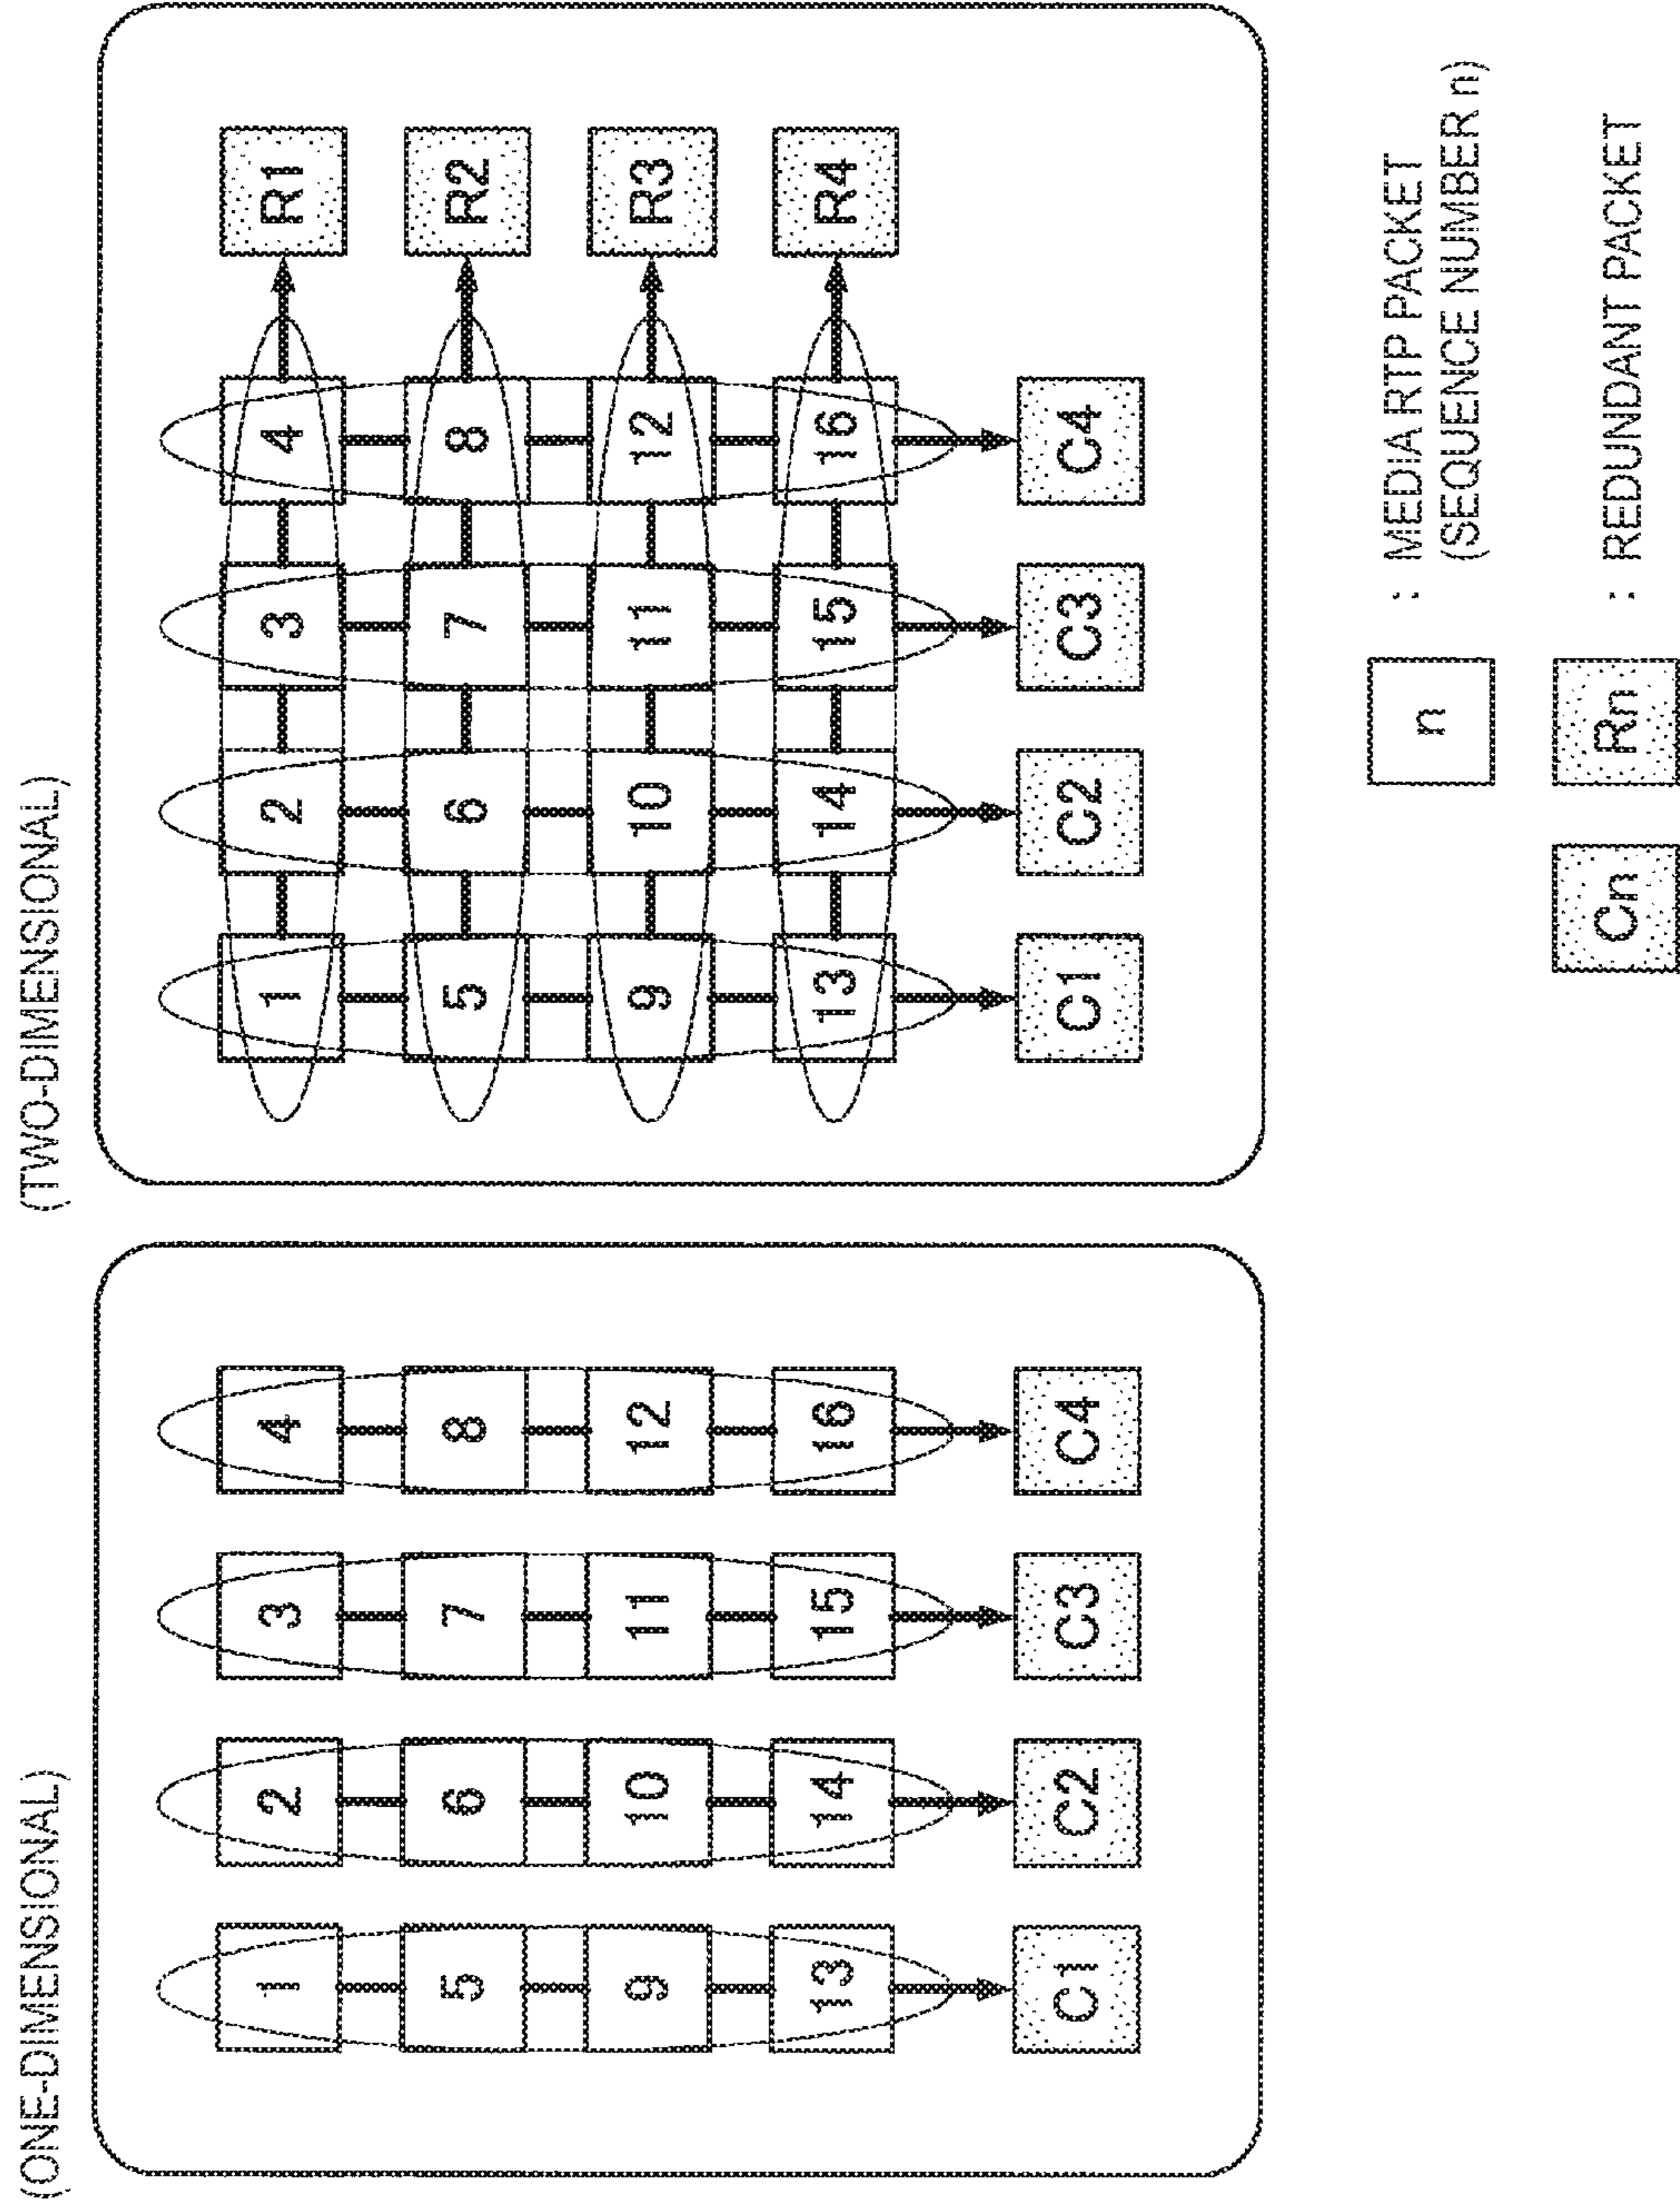 (ONE-DIMENSIONAL)
1 2 3 4
5 6 7 8
9 10 11 12
13 14 15 16
C1 C2 C3 C4
(TWO-DIMENSIONAL)
1 2 3 4 R1
5 6 7 8 R2
9 10 11 12 R3
13 14 15 16 R4
C1 C2 C3 C4
n : MEDIA RTP PACKET
(SEQUENCE NUMBER n)
Cn Rn : REDUNDANT PACKET